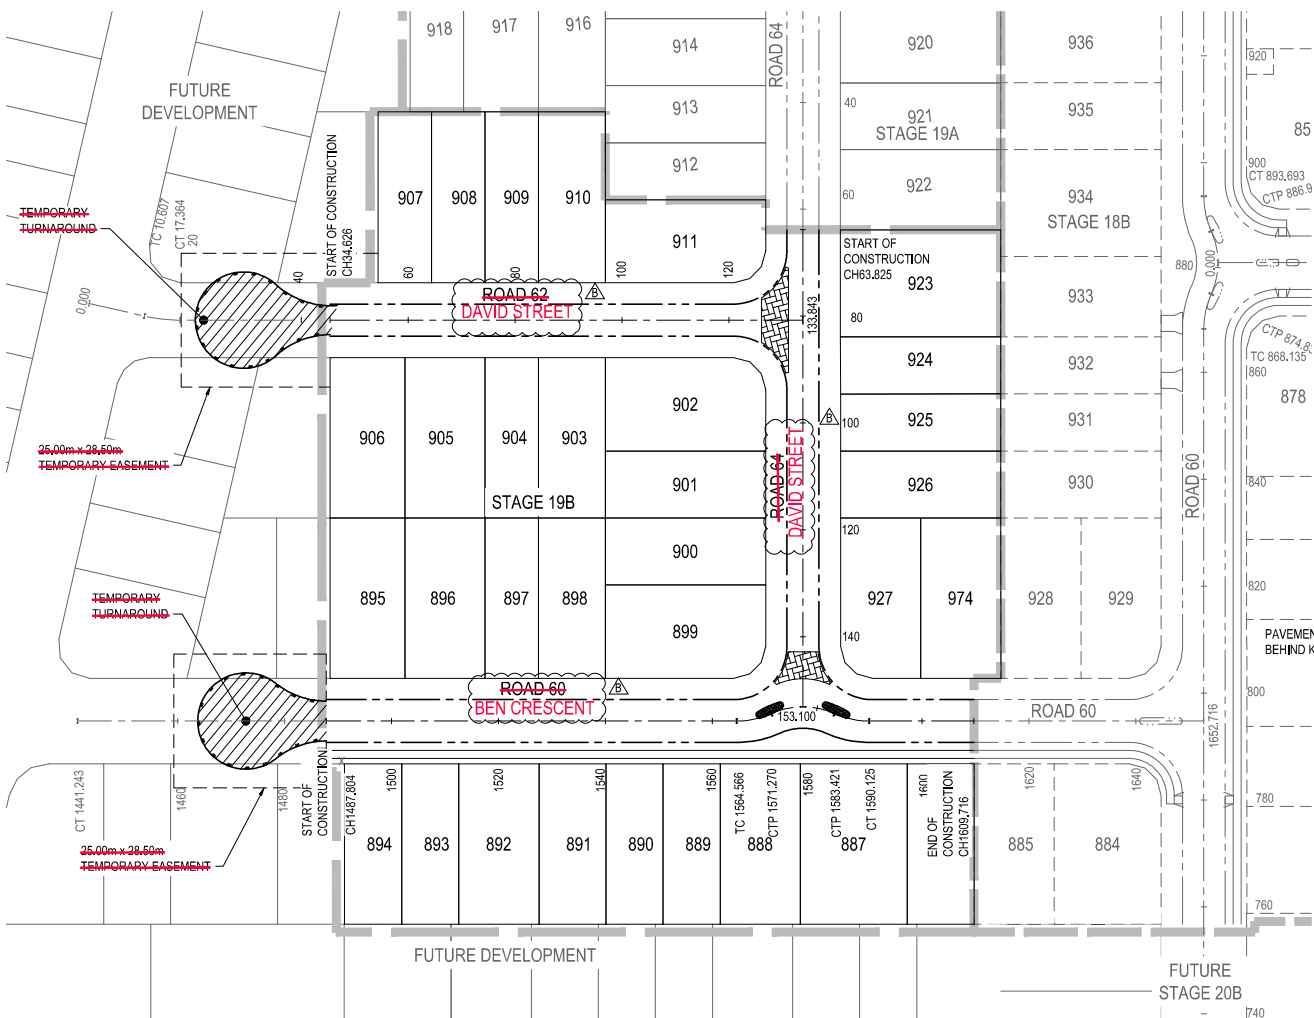 918
917
916
914
913
912
911
ROAD 64
920
921
STAGE 19A
922
936
935
934
STAGE 18B
933
932
931
930
40
60
920
85
900
CT 893.693
CTP 886.9
880
0.000
CTP 874.83
TC 868.135
860
878
840
820
PAVEMEN
BEHIND K
800
780
760
740
FUTURE
DEVELOPMENT
TC 10.607
CT 17.364
20
0.000
TEMPORARY
TURNAROUND
START OF CONSTRUCTION
CH34.626
40
60
80
100
120
907
908
909
910
ROAD 62
DAVID STREET
B
START OF
CONSTRUCTION
CH63.825
923
80
133.843
924
925
926
100
120
140
B
ROAD 64
DAVID STREET
25.00m x 28.50m
TEMPORARY EASEMENT
906
905
904
903
902
901
STAGE 19B
900
899
895
896
897
898
927
974
928
929
ROAD 60
TEMPORARY
TURNAROUND
ROAD 60
BEN CRESCENT
B
153.100
ROAD 60
1652.716
CT 1441.243
1460
1480
START OF
CONSTRUCTION
CH1487.804
1500
1520
1540
1560
TC 1564.566
CTP 1571.270
1580
CTP 1583.421
CT 1590.125
1600
END OF
CONSTRUCTION
CH1609.716
1620
1640
25.00m x 28.50m
TEMPORARY EASEMENT
894
893
892
891
890
889
888
887
885
884
FUTURE DEVELOPMENT
FUTURE
STAGE 20B